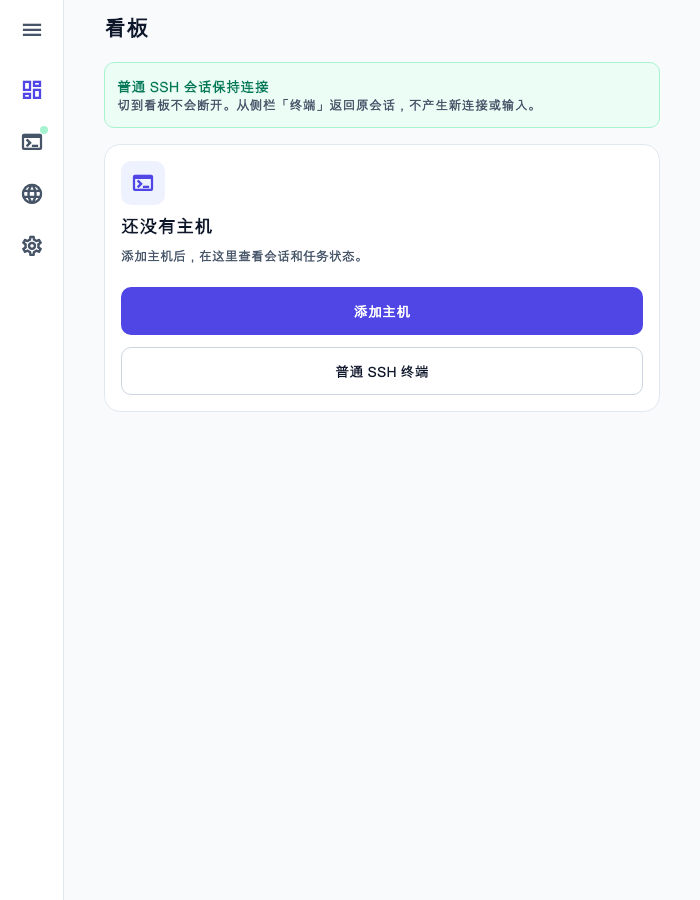 看板
普通 SSH 会话保持连接
切到看板不会断开。从侧栏「终端」返回原会话，不产生新连接或输入。
还没有主机
添加主机后，在这里查看会话和任务状态。
添加主机
普通 SSH 终端